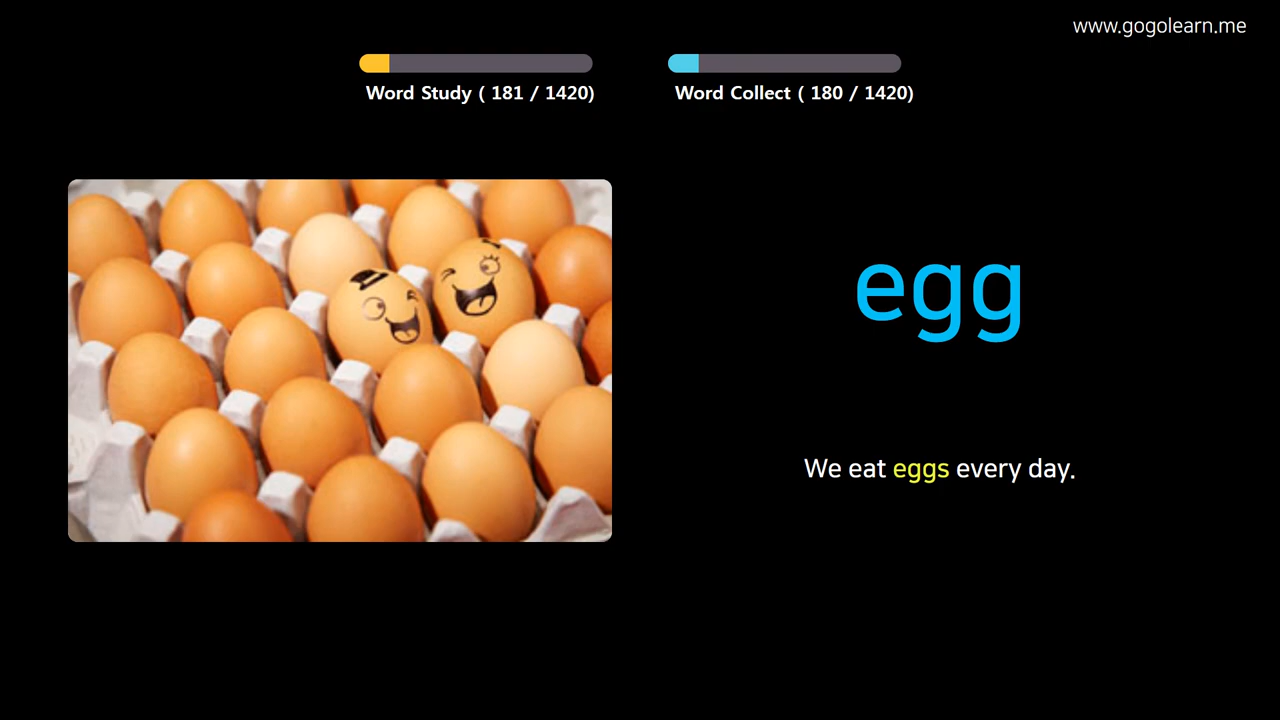 www.gogolearn.me
Word Study ( 181 / 1420)
Word Collect ( 180 / 1420)
egg
We eat eggs every day.